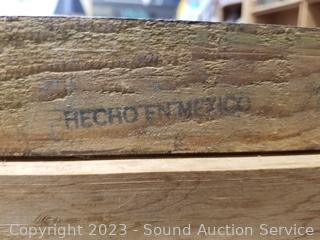 HECHO EN MEXICO
Copyright 2023 - Sound Auction Service